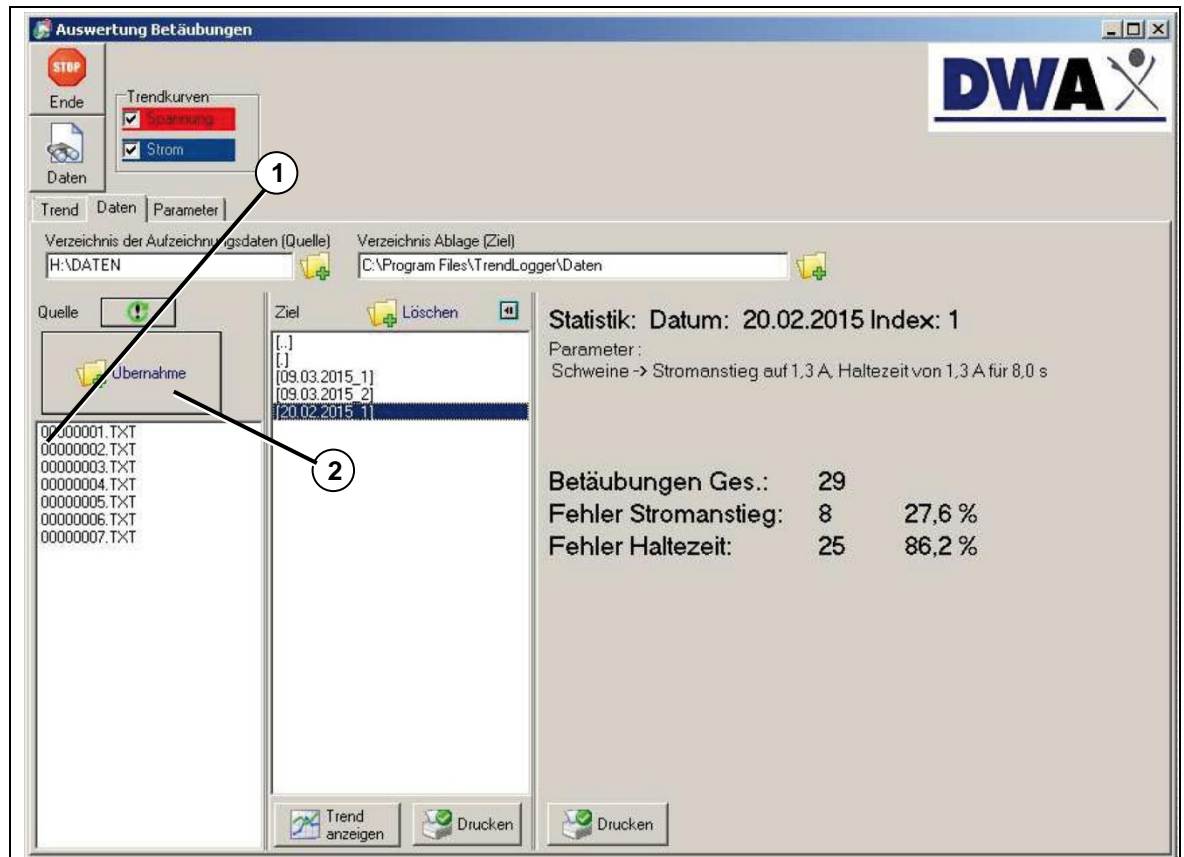 Auswertung Betäubungen
STOP
Ende
Trendkurven
Spannung
Strom
DWA
Daten
1
Trend Daten Parameter
Verzeichnis der Aufzeichnungsdaten (Quelle) Verzeichnis Ablage (Ziel)
H:\DATEN C:\Program Files\TrendLogger\Daten
Quelle
Übernahme
00000001.TXT
00000002.TXT
00000003.TXT
00000004.TXT
00000005.TXT
00000006.TXT
00000007.TXT
Ziel Löschen
[..]
[.]
[09.03.2015_1]
[09.03.2015_2]
[20.02.2015_1]
2
Trend anzeigen
Drucken
Statistik: Datum: 20.02.2015 Index: 1
Parameter :
Schweine -> Stromanstieg auf 1,3 A, Haltezeit von 1,3 A für 8,0 s
Betäubungen Ges.: 29
Fehler Stromanstieg: 8 27,6 %
Fehler Haltezeit: 25 86,2 %
Drucken